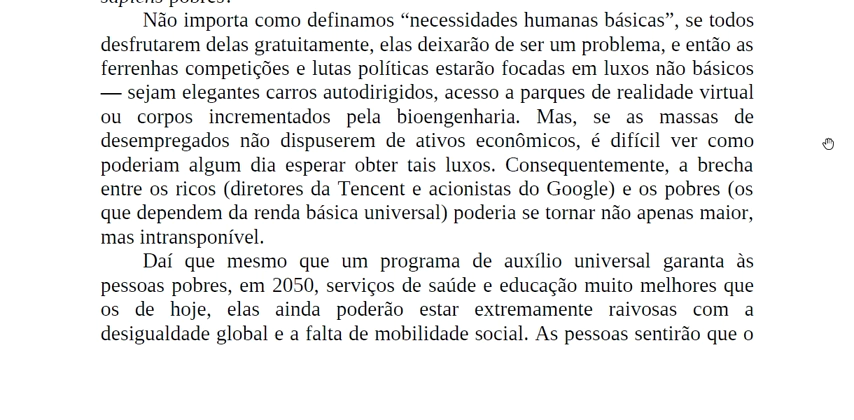 sapiens pobres?
Não importa como definamos “necessidades humanas básicas”, se todos
desfrutarem delas gratuitamente, elas deixarão de ser um problema, e então as
ferrenhas competições e lutas políticas estarão focadas em luxos não básicos
— sejam elegantes carros autodirigidos, acesso a parques de realidade virtual
ou corpos incrementados pela bioengenharia. Mas, se as massas de
desempregados não dispuserem de ativos econômicos, é difícil ver como
poderiam algum dia esperar obter tais luxos. Consequentemente, a brecha
entre os ricos (diretores da Tencent e acionistas do Google) e os pobres (os
que dependem da renda básica universal) poderia se tornar não apenas maior,
mas intransponível.
Daí que mesmo que um programa de auxílio universal garanta às
pessoas pobres, em 2050, serviços de saúde e educação muito melhores que
os de hoje, elas ainda poderão estar extremamente raivosas com a
desigualdade global e a falta de mobilidade social. As pessoas sentirão que o